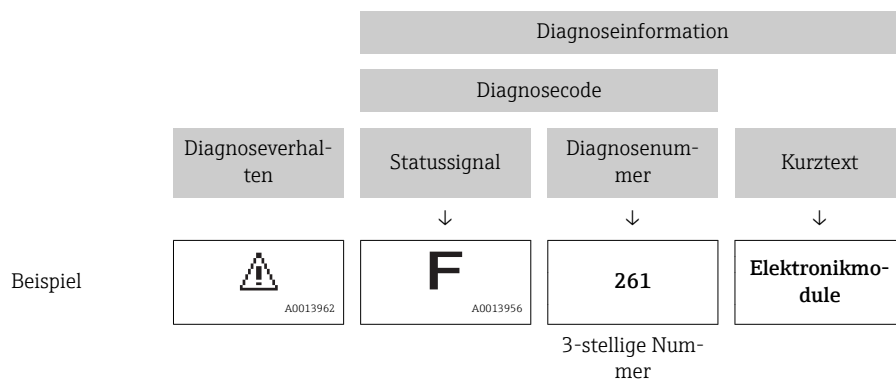 Diagnoseinformation
Diagnosecode
Diagnoseverhal-
ten
Statussignal
Diagnosenum-
mer
Kurztext
↓ ↓ ↓
Beispiel
A0013962
F
A0013956
261
Elektronikmo-
dule
3-stellige Num-
mer